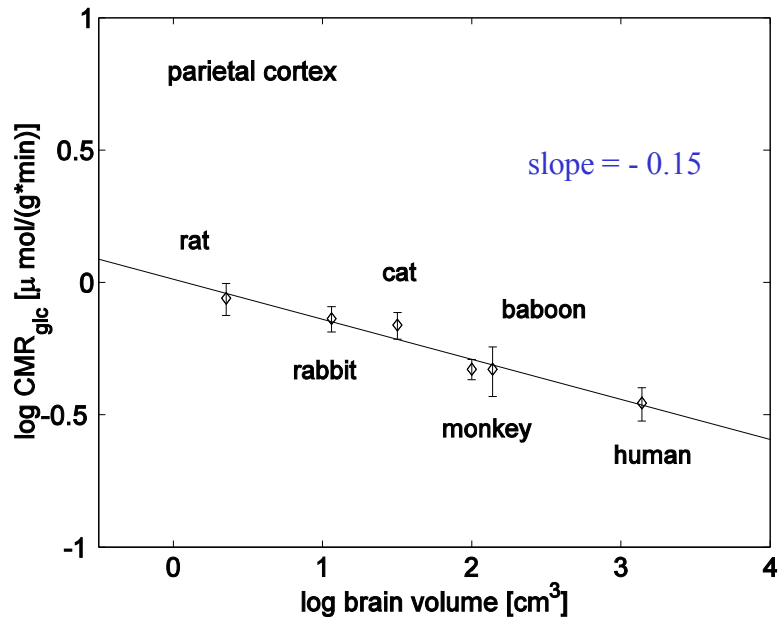 1
parietal cortex
0.5
slope = - 0.15
rat
cat
0
baboon
rabbit
-0.5
monkey
human
-1
0 1 2 3 4
log brain volume [cm³]
log CMR_glc [μ mol/(g*min)]